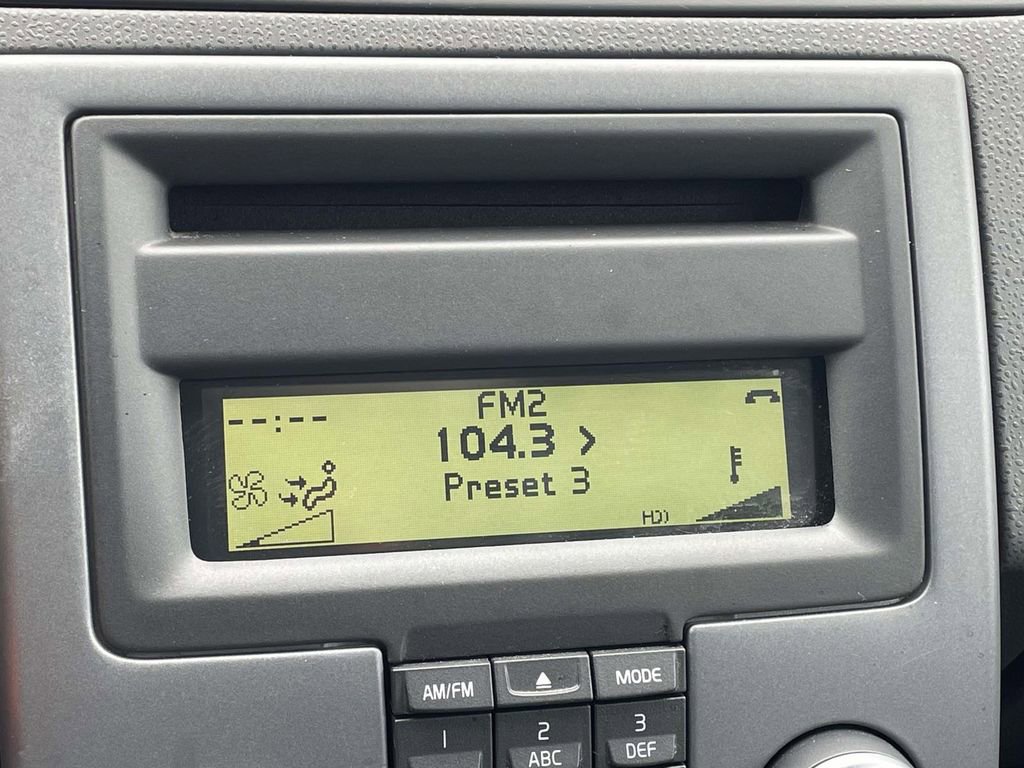 --:--
FM2
104.3 >
Preset 3
HD)
AM/FM
MODE
1
2
ABC
3
DEF